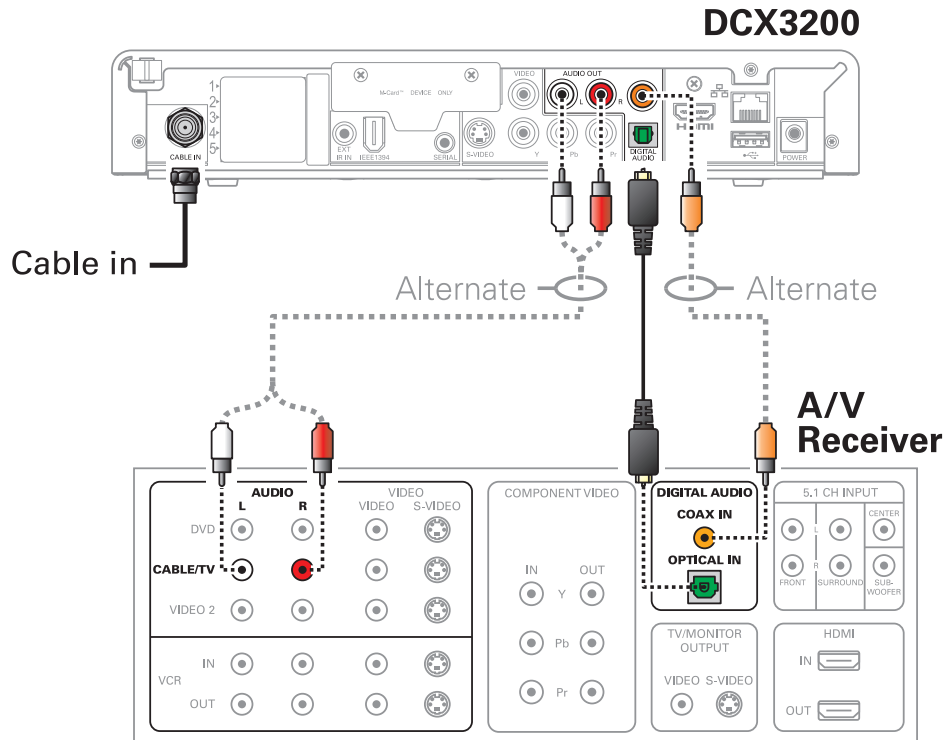 DCX3200
1
2
3
4
5
CABLE IN
M-Card™ DEVICE ONLY
EXT
IR IN
IEEE1394
SERIAL
S-VIDEO
VIDEO
Y
Pb
Pr
AUDIO OUT
L
R
DIGITAL
AUDIO
HDMI
POWER
Cable in
Alternate
Alternate
A/V
Receiver
AUDIO
L
R
VIDEO
VIDEO
S-VIDEO
DVD
CABLE/TV
VIDEO 2
VCR
IN
OUT
COMPONENT VIDEO
IN
OUT
Y
Pb
Pr
DIGITAL AUDIO
COAX IN
OPTICAL IN
5.1 CH INPUT
L
R
FRONT
SURROUND
CENTER
SUB-
WOOFER
TV/MONITOR
OUTPUT
VIDEO
S-VIDEO
HDMI
IN
OUT